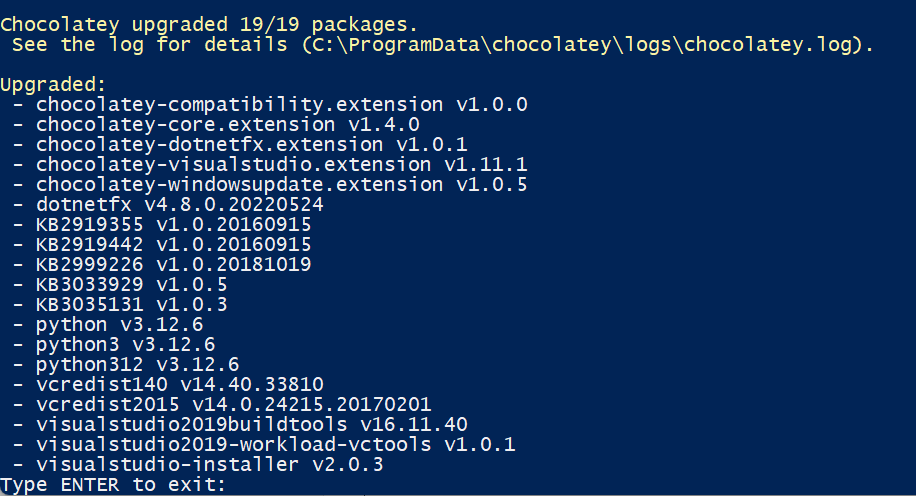 Chocolatey upgraded 19/19 packages.
See the log for details (C:\ProgramData\chocolatey\logs\chocolatey.log).
Upgraded:
- chocolatey-compatibility.extension v1.0.0
- chocolatey-core.extension v1.4.0
- chocolatey-dotnetfx.extension v1.0.1
- chocolatey-visualstudio.extension v1.11.1
- chocolatey-windowsupdate.extension v1.0.5
- dotnetfx v4.8.0.20220524
- KB2919355 v1.0.20160915
- KB2919442 v1.0.20160915
- KB2999226 v1.0.20181019
- KB3033929 v1.0.5
- KB3035131 v1.0.3
- python v3.12.6
- python3 v3.12.6
- python312 v3.12.6
- vcredist140 v14.40.33810
- vcredist2015 v14.0.24215.20170201
- visualstudio2019buildtools v16.11.40
- visualstudio2019-workload-vctools v1.0.1
- visualstudio-installer v2.0.3
Type ENTER to exit: